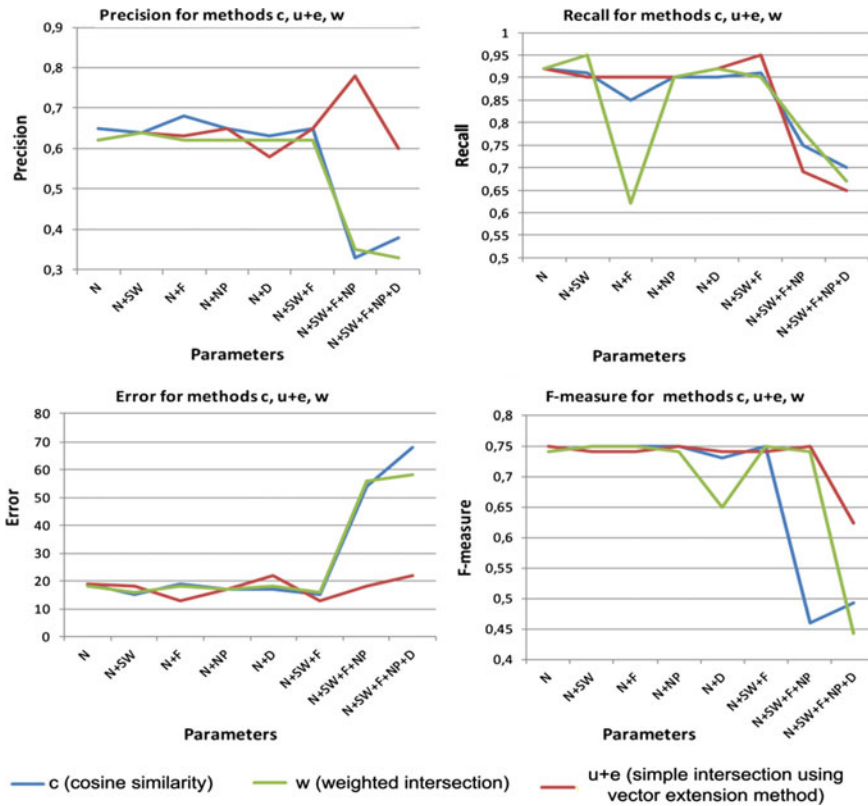 Precision for methods c, u+e, w
0,9
0,8
0,7
0,6
0,5
0,4
0,3
Precision
N
N+SW
N+F
N+NP
N+D
N+SW+F
N+SW+F+NP
N+SW+F+NP+D
Parameters
Recall for methods c, u+e, w
1
0,95
0,9
0,85
0,8
0,75
0,7
0,65
0,6
0,55
0,5
Recall
N
N+SW
N+F
N+NP
N+D
N+SW+F
N+SW+F+NP
N+SW+F+NP+D
Parameters
Error for methods c, u+e, w
80
70
60
50
40
30
20
10
0
Error
N
N+SW
N+F
N+NP
N+D
N+SW+F
N+SW+F+NP
N+SW+F+NP+D
Parameters
F-measure for methods c, u+e, w
0,8
0,75
0,7
0,65
0,6
0,55
0,5
0,45
0,4
F-measure
N
N+SW
N+F
N+NP
N+D
N+SW+F
N+SW+F+NP
N+SW+F+NP+D
Parameters
c (cosine similarity)
w (weighted intersection)
u+e (simple intersection using
vector extension method)